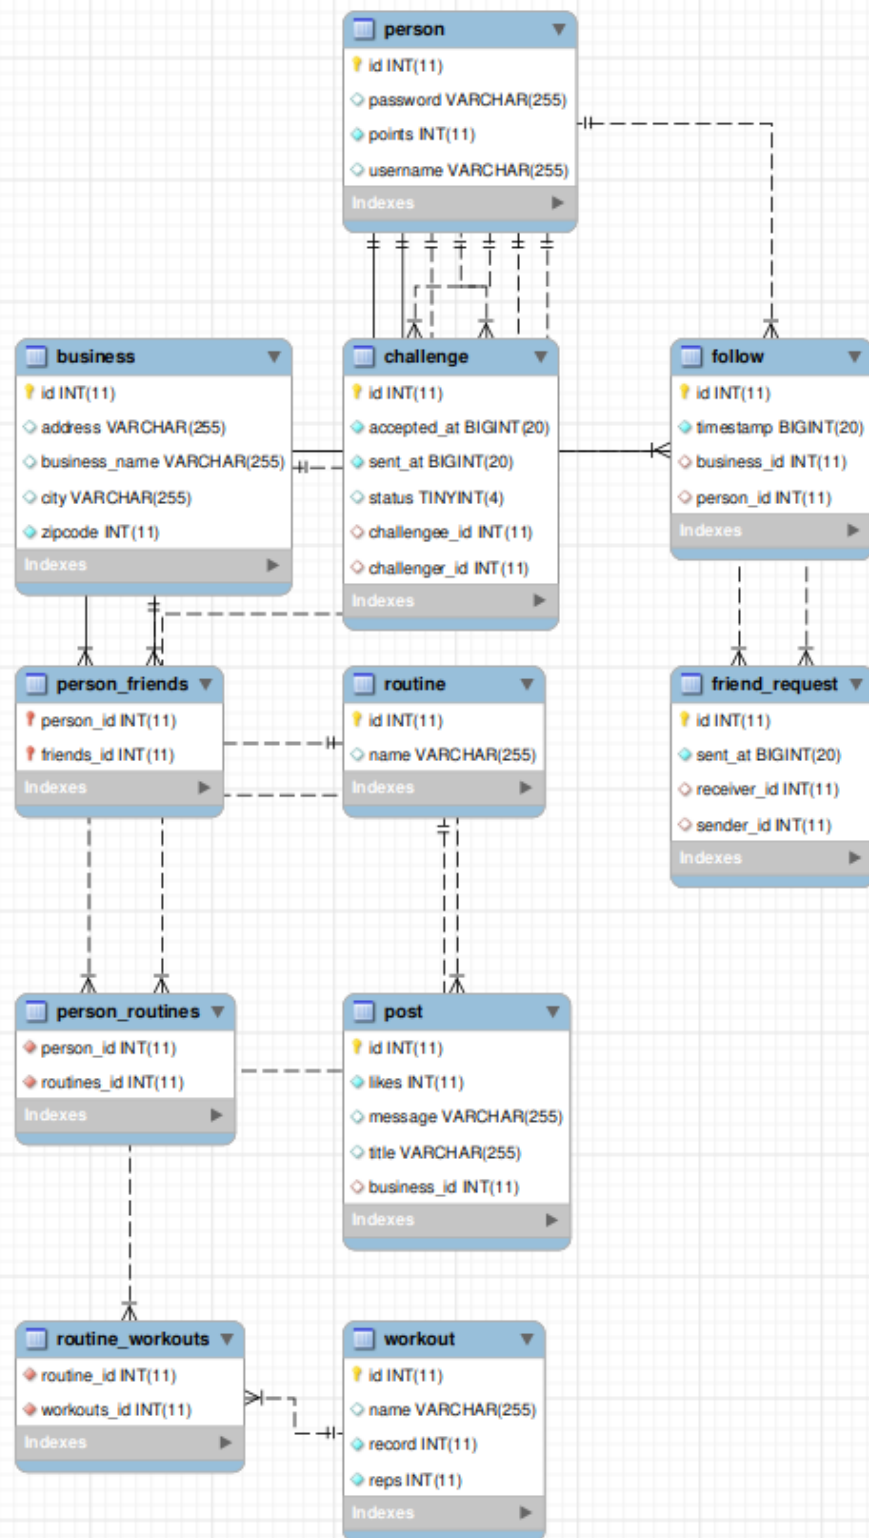 person
id INT(11)
password VARCHAR(255)
points INT(11)
username VARCHAR(255)
Indexes
business
id INT(11)
address VARCHAR(255)
business_name VARCHAR(255)
city VARCHAR(255)
zipcode INT(11)
Indexes
challenge
id INT(11)
accepted_at BIGINT(20)
sent_at BIGINT(20)
status TINYINT(4)
challengee_id INT(11)
challenger_id INT(11)
Indexes
follow
id INT(11)
timestamp BIGINT(20)
business_id INT(11)
person_id INT(11)
Indexes
person_friends
person_id INT(11)
friends_id INT(11)
Indexes
routine
id INT(11)
name VARCHAR(255)
Indexes
friend_request
id INT(11)
sent_at BIGINT(20)
receiver_id INT(11)
sender_id INT(11)
Indexes
person_routines
person_id INT(11)
routines_id INT(11)
Indexes
post
id INT(11)
likes INT(11)
message VARCHAR(255)
title VARCHAR(255)
business_id INT(11)
Indexes
routine_workouts
routine_id INT(11)
workouts_id INT(11)
Indexes
workout
id INT(11)
name VARCHAR(255)
record INT(11)
reps INT(11)
Indexes